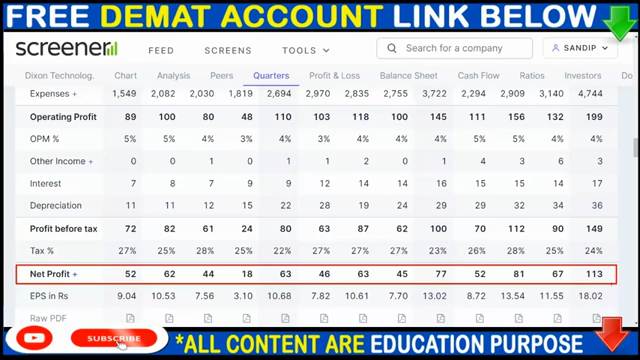 FREE DEMAT ACCOUNT LINK BELOW
screener FEED SCREENS TOOLS Search for a company SANDIP
Dixon Technolog. Chart Analysis Peers Quarters Profit & Loss Balance Sheet Cash Flow Ratios Investors Do
Expenses + 1,549 2,082 2,030 1,819 2,694 2,970 2,835 2,755 3,722 2,294 2,909 3,140 4,744
Operating Profit 89 100 80 48 110 103 118 100 145 111 156 132 199
OPM % 5% 5% 4% 3% 4% 3% 4% 4% 4% 5% 5% 4% 4%
Other Income + 0 0 1 0 1 1 2 0 1 4 3 6 3
Interest 7 8 7 9 9 12 14 14 16 15 15 14 17
Depreciation 11 11 12 15 22 28 19 24 29 29 32 34 36
Profit before tax 72 82 61 24 80 63 87 62 100 70 112 90 149
Tax % 27% 25% 28% 25% 22% 27% 27% 27% 23% 26% 28% 25% 24%
Net Profit + 52 62 44 18 63 46 63 45 77 52 81 67 113
EPS in Rs 9.04 10.53 7.56 3.10 10.68 7.82 10.61 7.70 13.02 8.72 13.54 11.55 18.02
Raw PDF
SUBSCRIBE *ALL CONTENT ARE EDUCATION PURPOSE